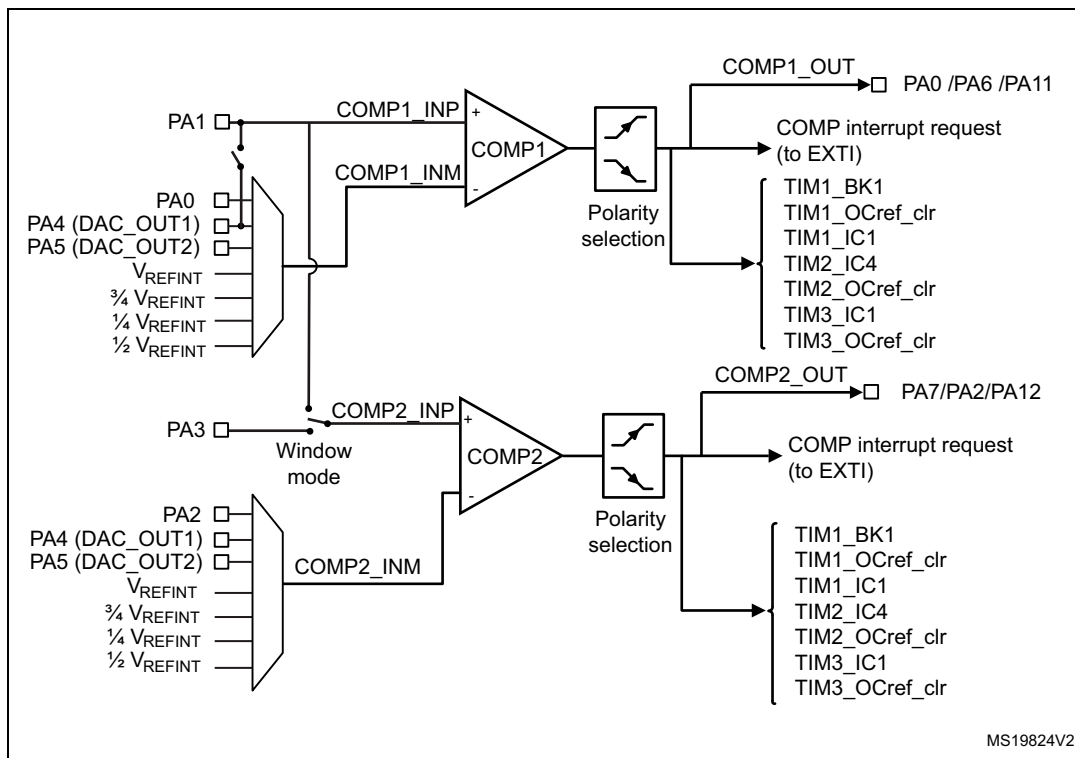 COMP1_OUT
PA0 /PA6 /PA11
COMP1_INP
PA1
+
COMP1
-
COMP interrupt request
(to EXTI)
COMP1_INM
Polarity
selection
TIM1_BK1
TIM1_OCref_clr
TIM1_IC1
TIM2_IC4
TIM2_OCref_clr
TIM3_IC1
TIM3_OCref_clr
PA0
PA4 (DAC_OUT1)
PA5 (DAC_OUT2)
VREFINT
¾ VREFINT
¼ VREFINT
½ VREFINT
COMP2_OUT
PA7/PA2/PA12
COMP2_INP
PA3
Window
mode
+
COMP2
-
COMP interrupt request
(to EXTI)
Polarity
selection
PA2
PA4 (DAC_OUT1)
PA5 (DAC_OUT2)
VREFINT
¾ VREFINT
¼ VREFINT
½ VREFINT
COMP2_INM
TIM1_BK1
TIM1_OCref_clr
TIM1_IC1
TIM2_IC4
TIM2_OCref_clr
TIM3_IC1
TIM3_OCref_clr
MS19824V2